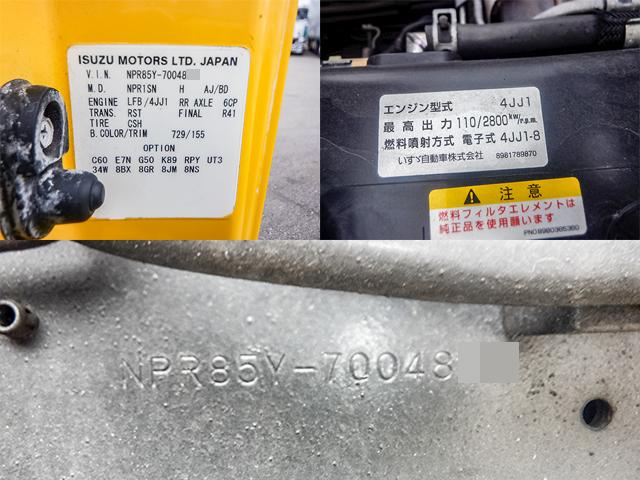 ISUZU MOTORS LTD. JAPAN
V.I.N. NPR85Y-70048
M.D. NPR1SN H AJ/BD
ENGINE LFB/4JJ1 RR AXLE 6CP
TRANS. RST FINAL R41
TIRE CSH
B.COLOR/TRIM 729/155
OPTION
C60 E7N G50 K89 RPY UT3
34W 8BX 8GR 8JM 8NS
エンジン型式 4JJ1
最高出力 110/2800 kW/r.p.m.
燃料噴射方式 電子式 4JJ1-8
いすゞ自動車株式会社 8981789870
注意
燃料フィルタエレメントは
純正品を使用願います
PNO8980385360
NPR85Y-70048